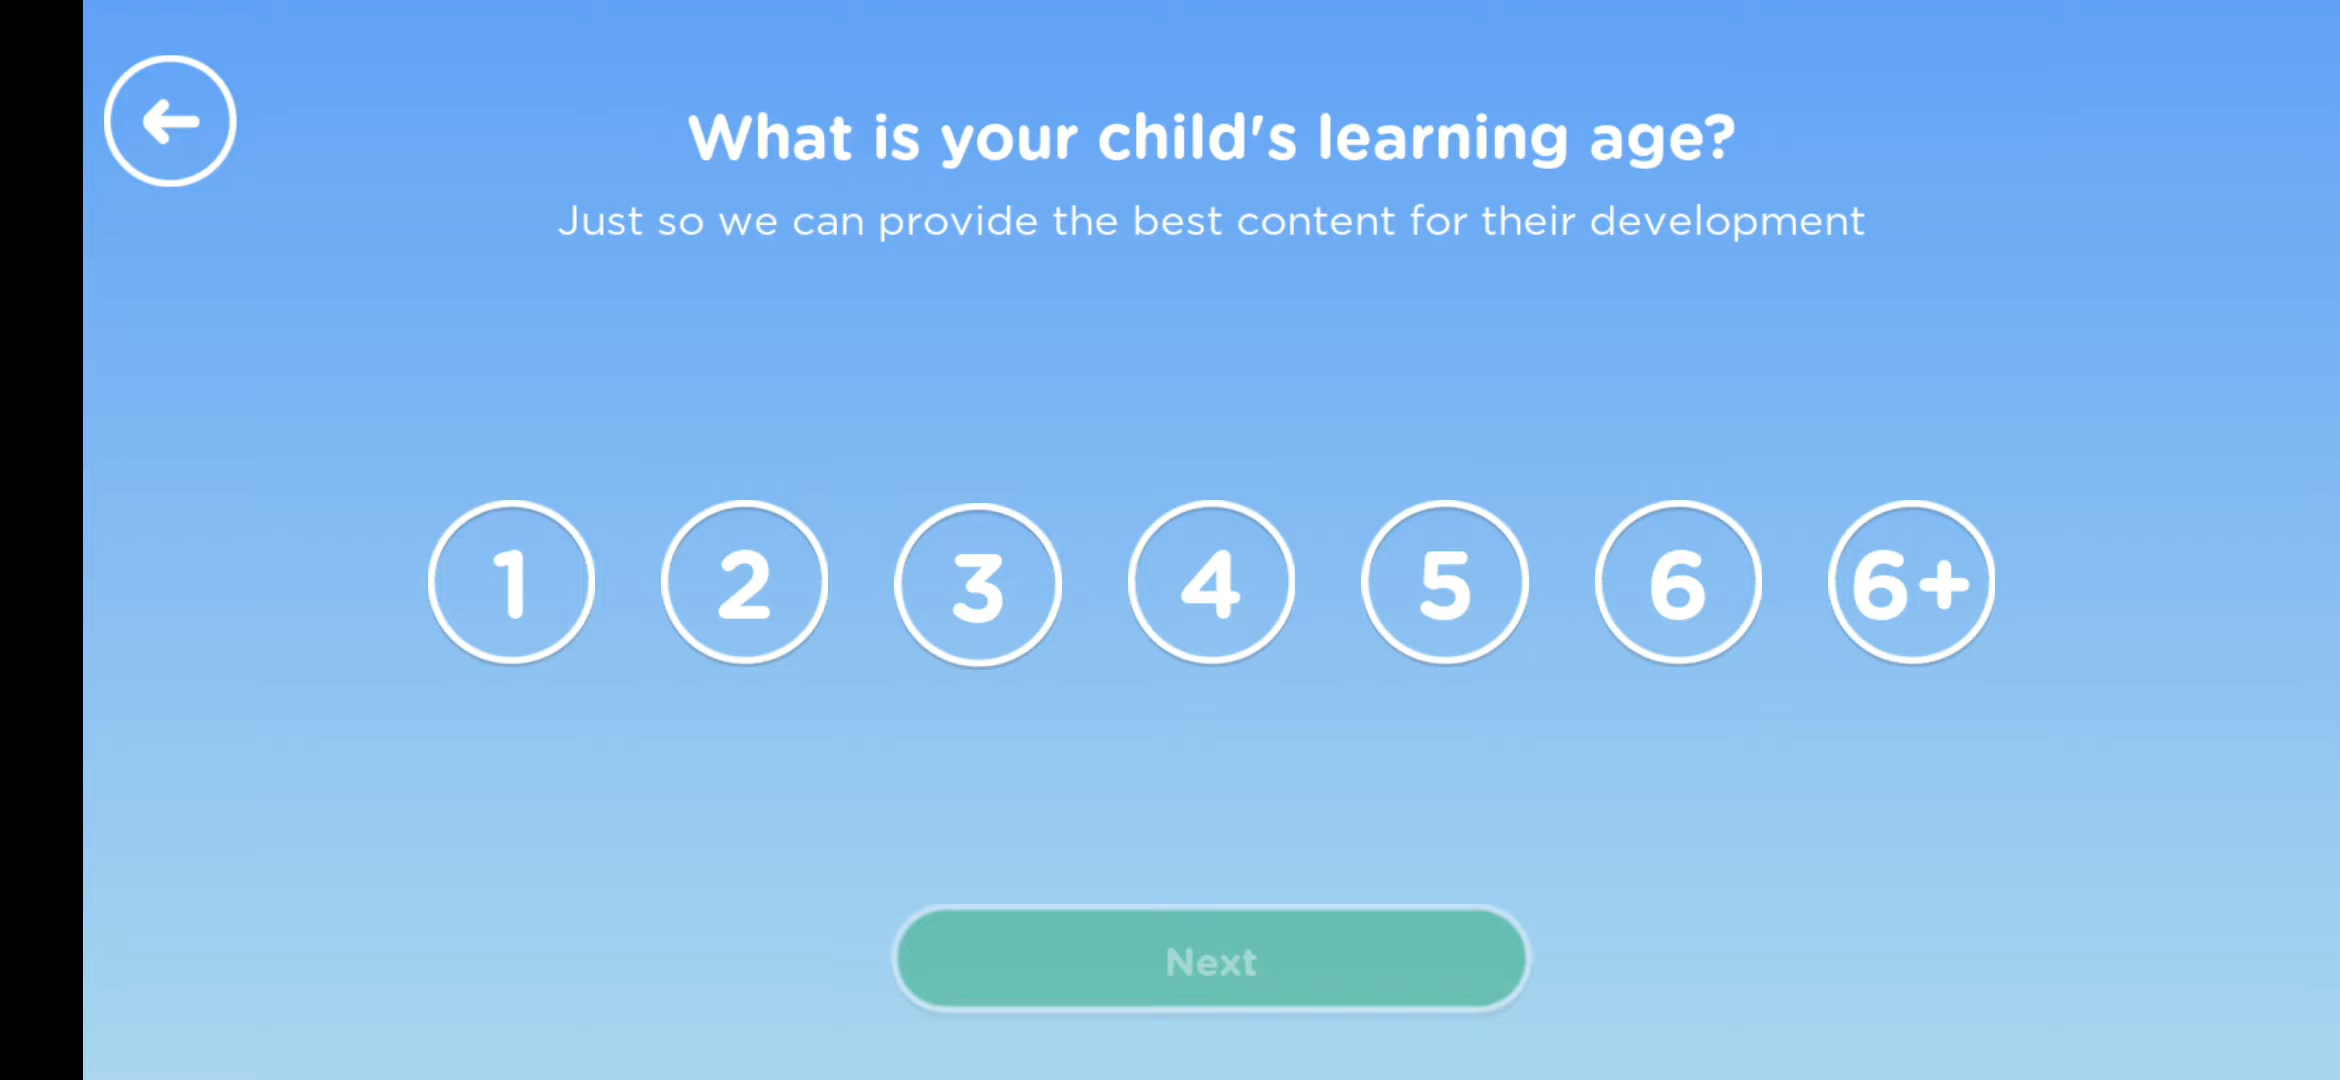 What is your child's learning age?
Just so we can provide the best content for their development
1 2 3 4 5 6 6+
Next